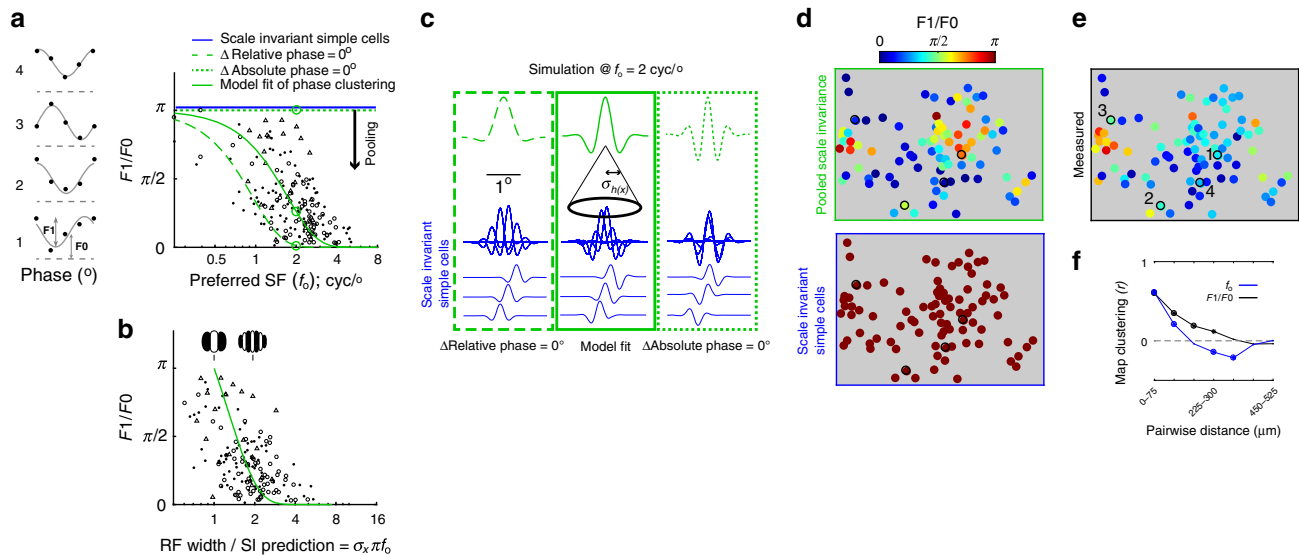 a
4
3
2
1
F1
F0
Phase (°)
Scale invariant simple cells
Δ Relative phase = 0°
Δ Absolute phase = 0°
Model fit of phase clustering
π
π/2
0
F1/F0
Pooling
1
2
4
8
Preferred SF (fₒ); cyc/°
b
π
π/2
0
F1/F0
1
2
4
8
16
RF width / SI prediction = σₓπfₒ
c
Simulation @ fₒ = 2 cyc/°
1°
σh(x)
Scale invariant
simple cells
ΔRelative phase = 0°
Model fit
ΔAbsolute phase = 0°
d
F1/F0
0
π/2
π
Pooled scale invariance
Scale invariant
simple cells
e
Measured
3
1
4
2
f
1
0
fₒ
F1/F0
Map clustering (r)
0–75
225–300
450–525
Pairwise distance (μm)